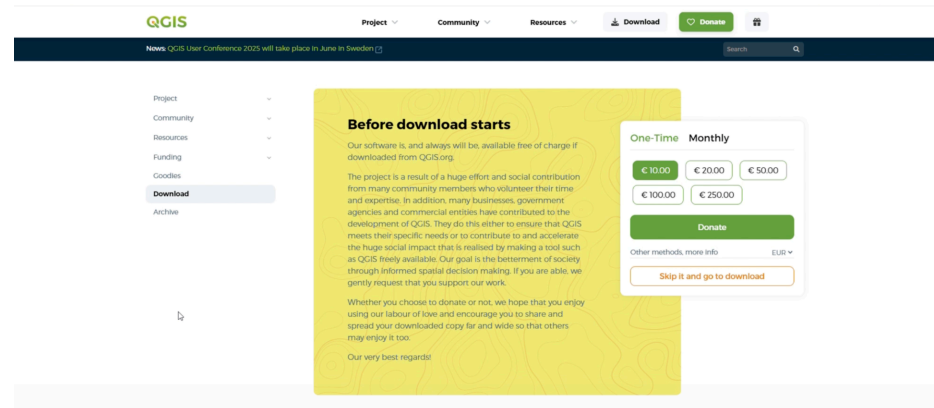 QGIS
Project
Community
Resources
Download
Donate
News: QGIS User Conference 2025 will take place in June in Sweden
Search
Project
Community
Resources
Funding
Goodies
Download
Archive
Before download starts
Our software is, and always will be, available free of charge if
downloaded from QGIS.org.
The project is a result of a huge effort and social contribution
from many community members who volunteer their time
and expertise. In addition, many businesses, government
agencies and commercial entities have contributed to the
development of QGIS. They do this either to ensure that QGIS
meets their specific needs or to contribute to and accelerate
the huge social impact that is realised by making a tool such
as QGIS freely available. Our goal is the betterment of society
through informed spatial decision making. If you are able, we
gently request that you support our work.
Whether you choose to donate or not, we hope that you enjoy
using our labour of love and encourage you to share and
spread your downloaded copy far and wide so that others
may enjoy it too.
Our very best regards!
One-Time Monthly
€ 10.00 € 20.00 € 50.00
€ 100.00 € 250.00
Donate
Other methods, more info EUR
Skip it and go to download